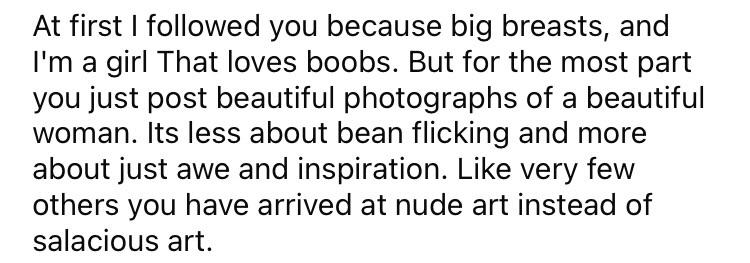 At first I followed you because big breasts, and
I'm a girl That loves boobs. But for the most part
you just post beautiful photographs of a beautiful
woman. Its less about bean flicking and more
about just awe and inspiration. Like very few
others you have arrived at nude art instead of
salacious art.